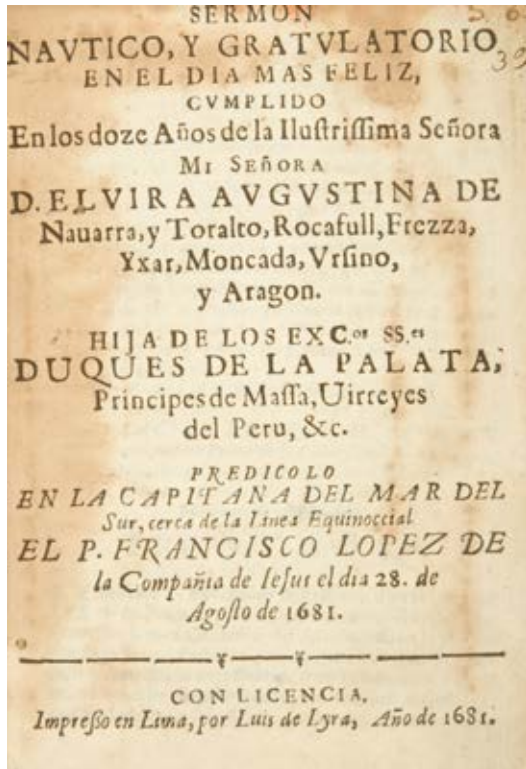 SERMON
NAVTICO, Y GRATVLATORIO,
EN EL DIA MAS FELIZ,
CVMPLIDO
En los doze Años de la Ilustrissima Señora
MI SEÑORA
D. ELVIRA AVGVSTINA DE
Nauarra, y Toralto, Rocafull, Frezza,
Yxar, Moncada, Vrsino,
y Aragon.
HIJA DE LOS EXC.os SS.es
DUQUES DE LA PALATA,
Principes de Massa, Uirreyes
del Peru, &c.
PREDICOLO
EN LA CAPITANA DEL MAR DEL
Sur, cerca de la Linea Equinoccial
EL P. FRANCISCO LOPEZ DE
la Compañia de Iesus el dia 28. de
Agosto de 1681.
CON LICENCIA.
Impresso en Lima, por Luis de Lyra, Año de 1681.